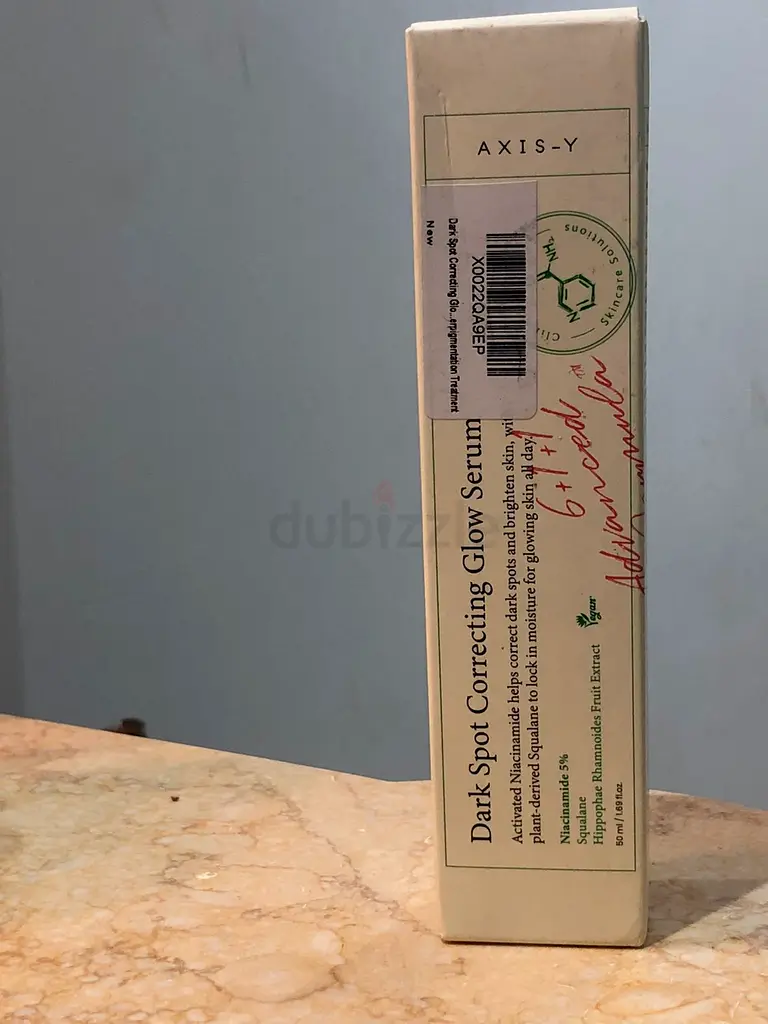 AXIS-Y
New
Dark Spot Correcting Glo...erpigmentation Treatment
X0022QA9EP
Skincare Solutions
NH₂
N
Dark Spot Correcting Glow Serum
Activated Niacinamide helps correct dark spots and brighten skin, wi
plant-derived Squalane to lock in moisture for glowing skin all day.
6+1+1
Advanced
Niacinamide 5%
Squalane
Hippophae Rhamnoides Fruit Extract
Vegan
50 ml / 1.69 fl.oz.
dubizzle